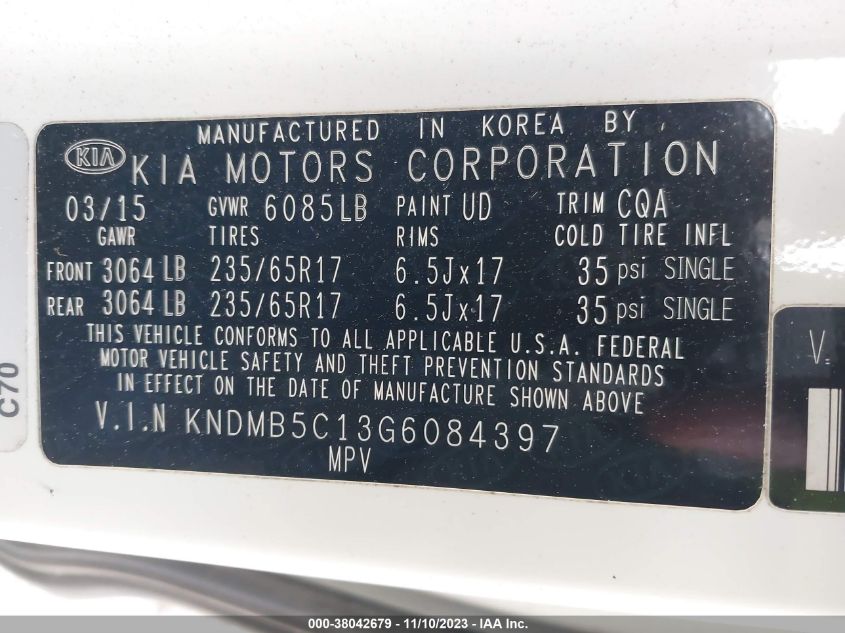 MANUFACTURED IN KOREA BY
KIA KIA MOTORS CORPORATION
03/15 GVWR 6085LB PAINT UD TRIM CQA
GAWR TIRES RIMS COLD TIRE INFL
FRONT 3064 LB 235/65R17 6.5Jx17 35 psi SINGLE
REAR 3064 LB 235/65R17 6.5Jx17 35 psi SINGLE
THIS VEHICLE CONFORMS TO ALL APPLICABLE U.S.A. FEDERAL
MOTOR VEHICLE SAFETY AND THEFT PREVENTION STANDARDS
IN EFFECT ON THE DATE OF MANUFACTURE SHOWN ABOVE
V.I.N KNDMB5C13G6084397
MPV
C70
V.
000-38042679 - 11/10/2023 - IAA Inc.